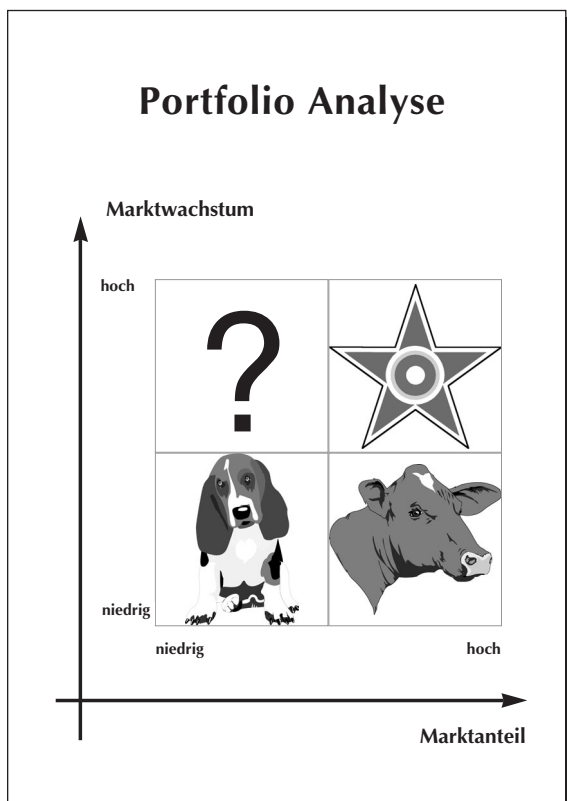 Portfolio Analyse
Marktwachstum
hoch
?
niedrig
niedrig hoch
Marktanteil